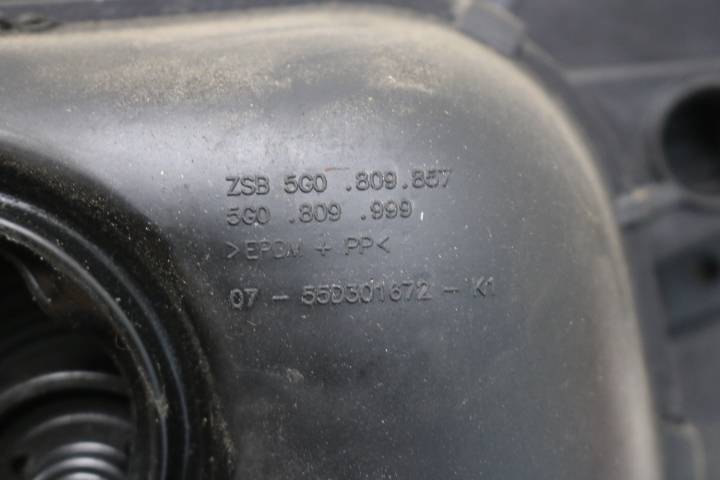 ZSB 5G0 .809.857
5G0 .809 .999
>EPDM + PP<
07 - 55D301672 - K1